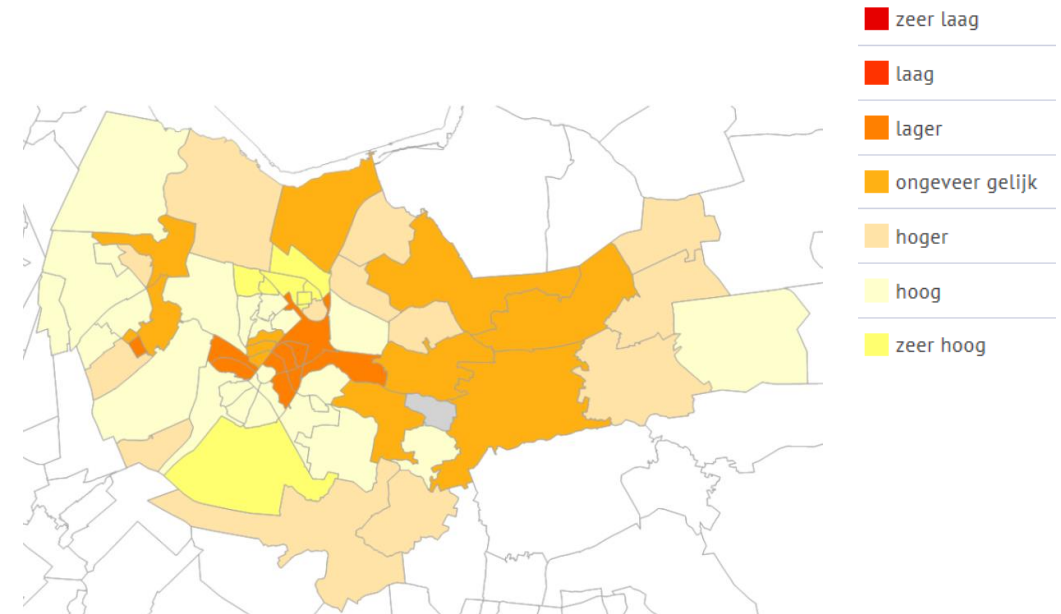 zeer laag
laag
lager
ongeveer gelijk
hoger
hoog
zeer hoog